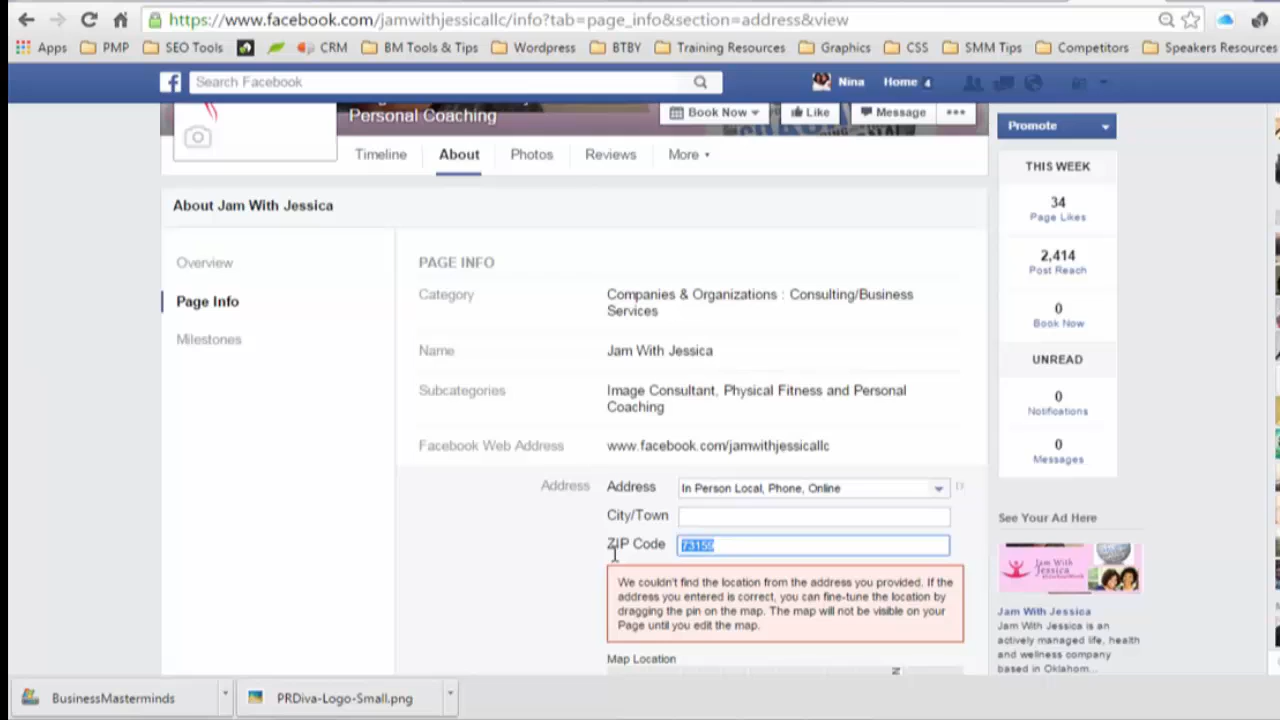 https://www.facebook.com/jamwithjessicallc/info?tab=page_info&section=address&view
Apps PMP SEO Tools CRM BM Tools & Tips Wordpress BTBY Training Resources Graphics CSS SMM Tips Competitors Speakers Resources
Search Facebook Nina Home 4
Personal Coaching
Book Now Like Message
Timeline About Photos Reviews More
Promote
About Jam With Jessica
THIS WEEK
34
Page Likes
2,414
Post Reach
0
Book Now
UNREAD
0
Notifications
0
Messages
Overview
Page Info
Milestones
PAGE INFO
Category Companies & Organizations : Consulting/Business
Services
Name Jam With Jessica
Subcategories Image Consultant, Physical Fitness and Personal
Coaching
Facebook Web Address www.facebook.com/jamwithjessicallc
Address Address In Person Local, Phone, Online
City/Town
ZIP Code 73159
We couldn't find the location from the address you provided. If the
address you entered is correct, you can fine-tune the location by
dragging the pin on the map. The map will not be visible on your
Page until you edit the map.
Map Location
See Your Ad Here
Jam With
Jessica
Jam With Jessica
Jam With Jessica is an
actively managed life, health
and wellness company
based in Oklahom...
BusinessMasterminds PRDiva-Logo-Small.png